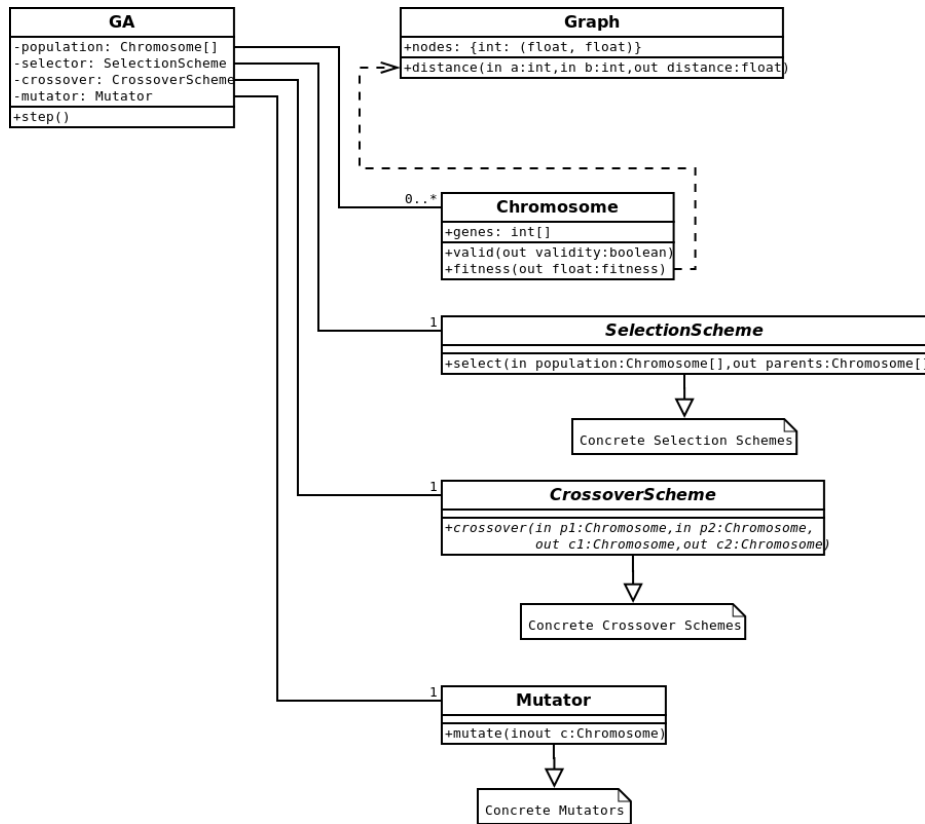 GA
-population: Chromosome[]
-selector: SelectionScheme
-crossover: CrossoverScheme
-mutator: Mutator
+step()
Graph
+nodes: {int: (float, float)}
+distance(in a:int,in b:int,out distance:float)
0..*
Chromosome
+genes: int[]
+valid(out validity:boolean)
+fitness(out float:fitness)
1
SelectionScheme
+select(in population:Chromosome[],out parents:Chromosome[]
Concrete Selection Schemes
1
CrossoverScheme
+crossover(in p1:Chromosome,in p2:Chromosome,
out c1:Chromosome,out c2:Chromosome)
Concrete Crossover Schemes
1
Mutator
+mutate(inout c:Chromosome)
Concrete Mutators